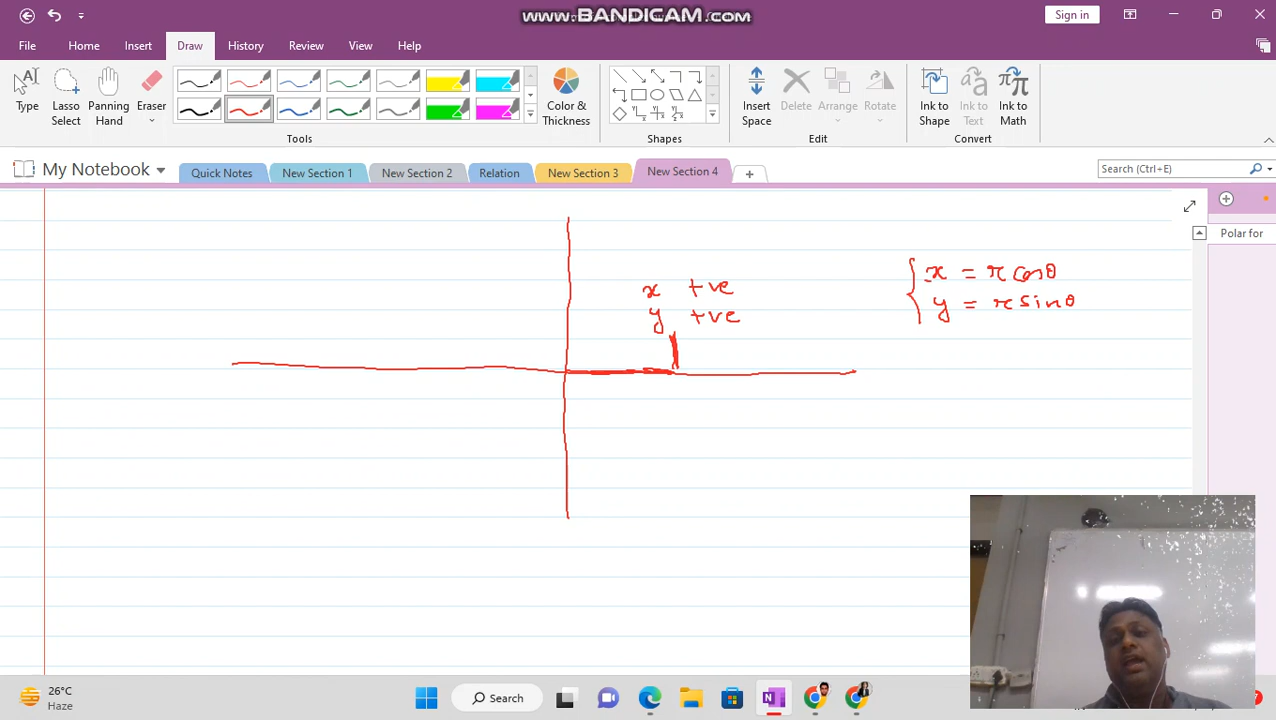 www.BANDICAM.com
Sign in
File Home Insert Draw History Review View Help
Type
Lasso Select
Panning Hand
Eraser
Color & Thickness
Insert Space
Delete
Arrange
Rotate
Ink to Shape
Ink to Text
Ink to Math
Tools
Shapes
Edit
Convert
My Notebook
Quick Notes
New Section 1
New Section 2
Relation
New Section 3
New Section 4
Search (Ctrl+E)
Polar for
x +ve
y +ve
x = r cosθ
y = r sinθ
26°C
Haze
Search